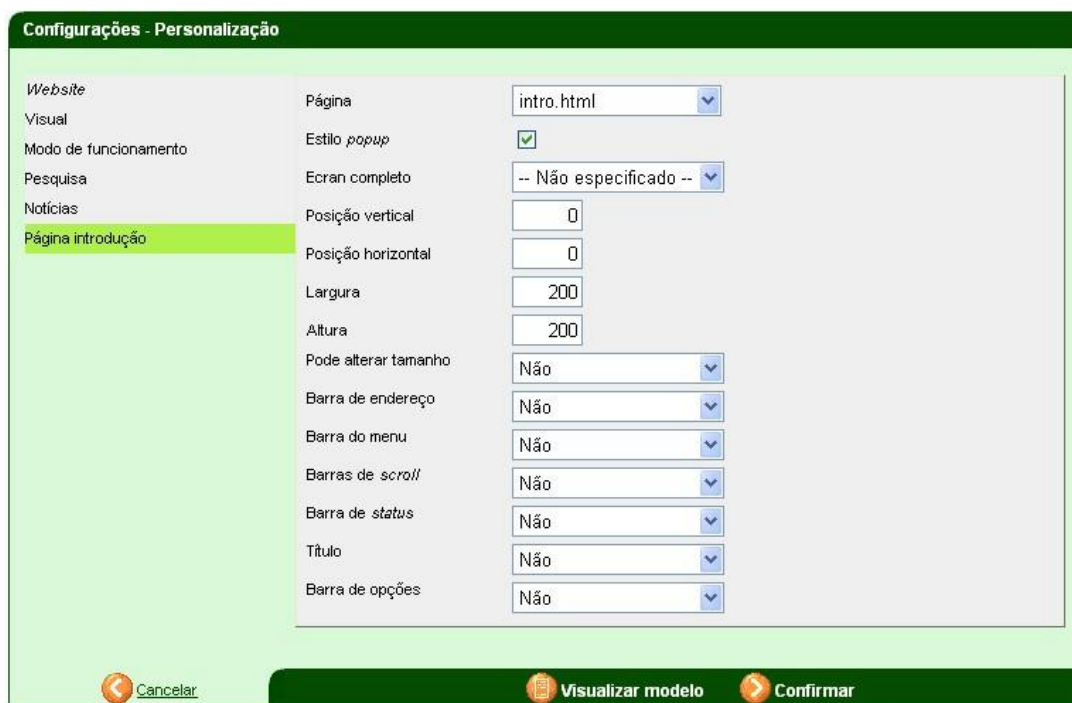 Configurações - Personalização
Website
Visual
Modo de funcionamento
Pesquisa
Notícias
Página introdução
Página intro.html
Estilo popup
Ecran completo -- Não especificado --
Posição vertical 0
Posição horizontal 0
Largura 200
Altura 200
Pode alterar tamanho Não
Barra de endereço Não
Barra do menu Não
Barras de scroll Não
Barra de status Não
Título Não
Barra de opções Não
Cancelar Visualizar modelo Confirmar